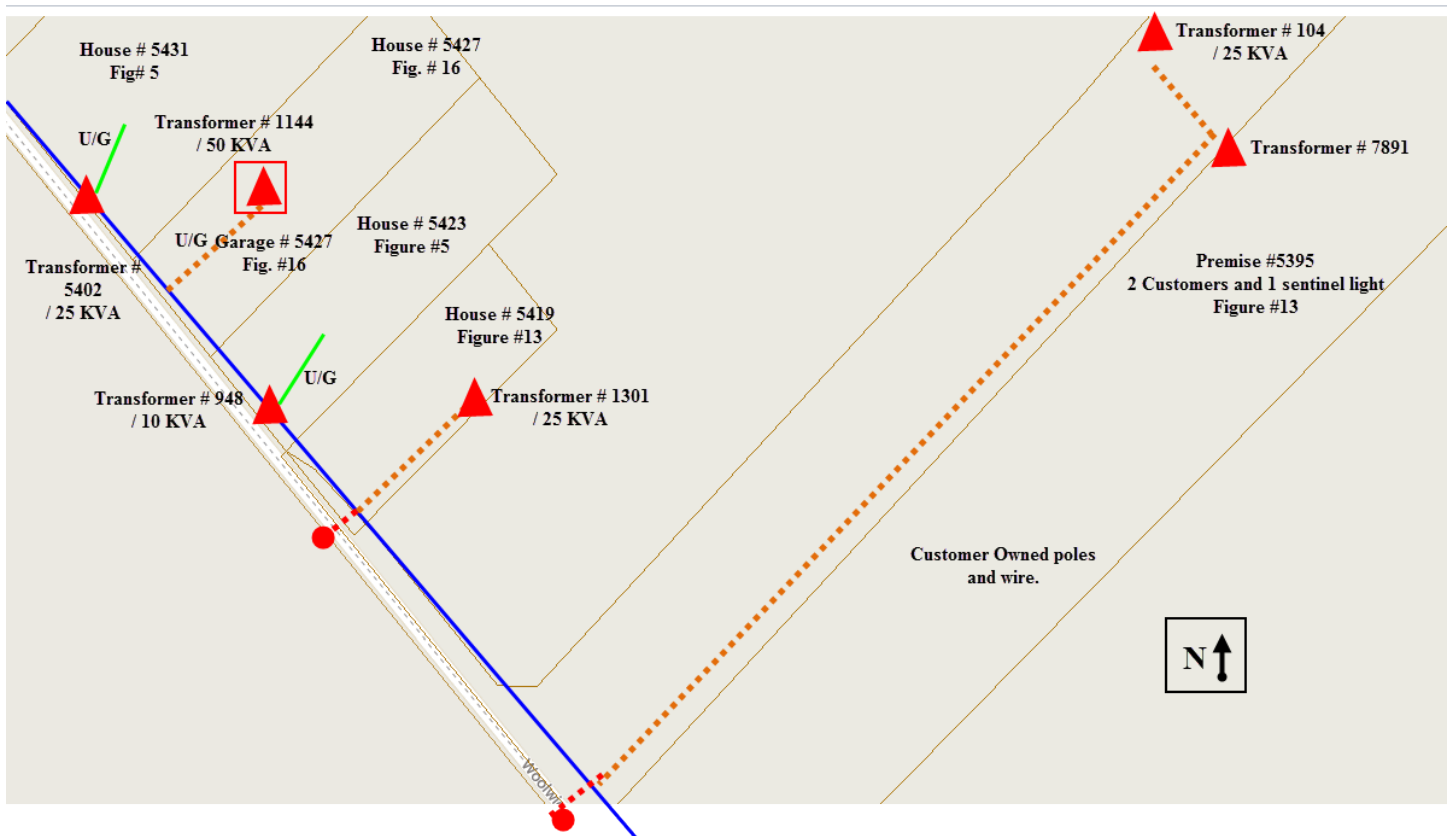 House # 5431
Fig# 5
House # 5427
Fig. # 16
Transformer # 104
/ 25 KVA
U/G
Transformer # 1144
/ 50 KVA
Transformer # 7891
House # 5423
Figure #5
U/G Garage # 5427
Fig. #16
Transformer #
5402
/ 25 KVA
Premise #5395
2 Customers and 1 sentinel light
Figure #13
House # 5419
Figure #13
U/G
Transformer # 948
/ 10 KVA
Transformer # 1301
/ 25 KVA
Customer Owned poles
and wire.
N